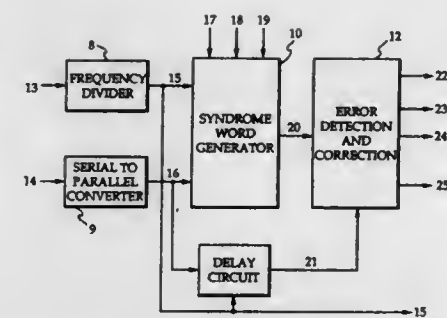 17 18 19
8 10 12
13 FREQUENCY DIVIDER 15
22
23
SYNDROME WORD GENERATOR
20
ERROR DETECTION AND CORRECTION
24
14 SERIAL TO PARALLEL CONVERTER 16
25
9
DELAY CIRCUIT
21
15